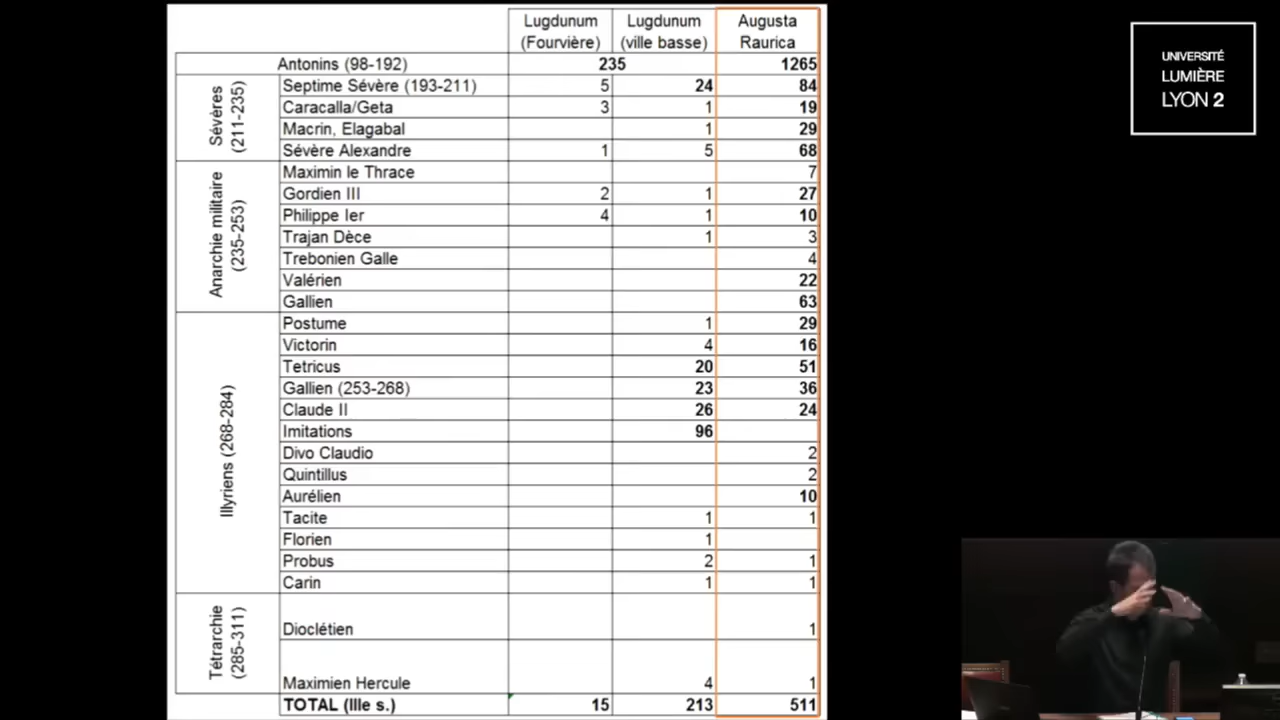 Lugdunum (Fourvière) Lugdunum (ville basse) Augusta Raurica
Antonins (98-192) 235 1265
Sévères (211-235)
Septime Sévère (193-211) 5 24 84
Caracalla/Geta 3 1 19
Macrin, Elagabal 1 29
Sévère Alexandre 1 5 68
Anarchie militaire (235-253)
Maximin le Thrace 7
Gordien III 2 1 27
Philippe Ier 4 1 10
Trajan Dèce 1 3
Trebonien Galle 4
Valérien 22
Gallien 63
Illyriens (268-284)
Postume 1 29
Victorin 4 16
Tetricus 20 51
Gallien (253-268) 23 36
Claude II 26 24
Imitations 96
Divo Claudio 2
Quintillus 2
Aurélien 10
Tacite 1 1
Florien 1
Probus 2 1
Carin 1 1
Tétrarchie (285-311)
Dioclétien 1
Maximien Hercule 4 1
TOTAL (IIIe s.) 15 213 511
UNIVERSITÉ
LUMIÈRE
LYON 2